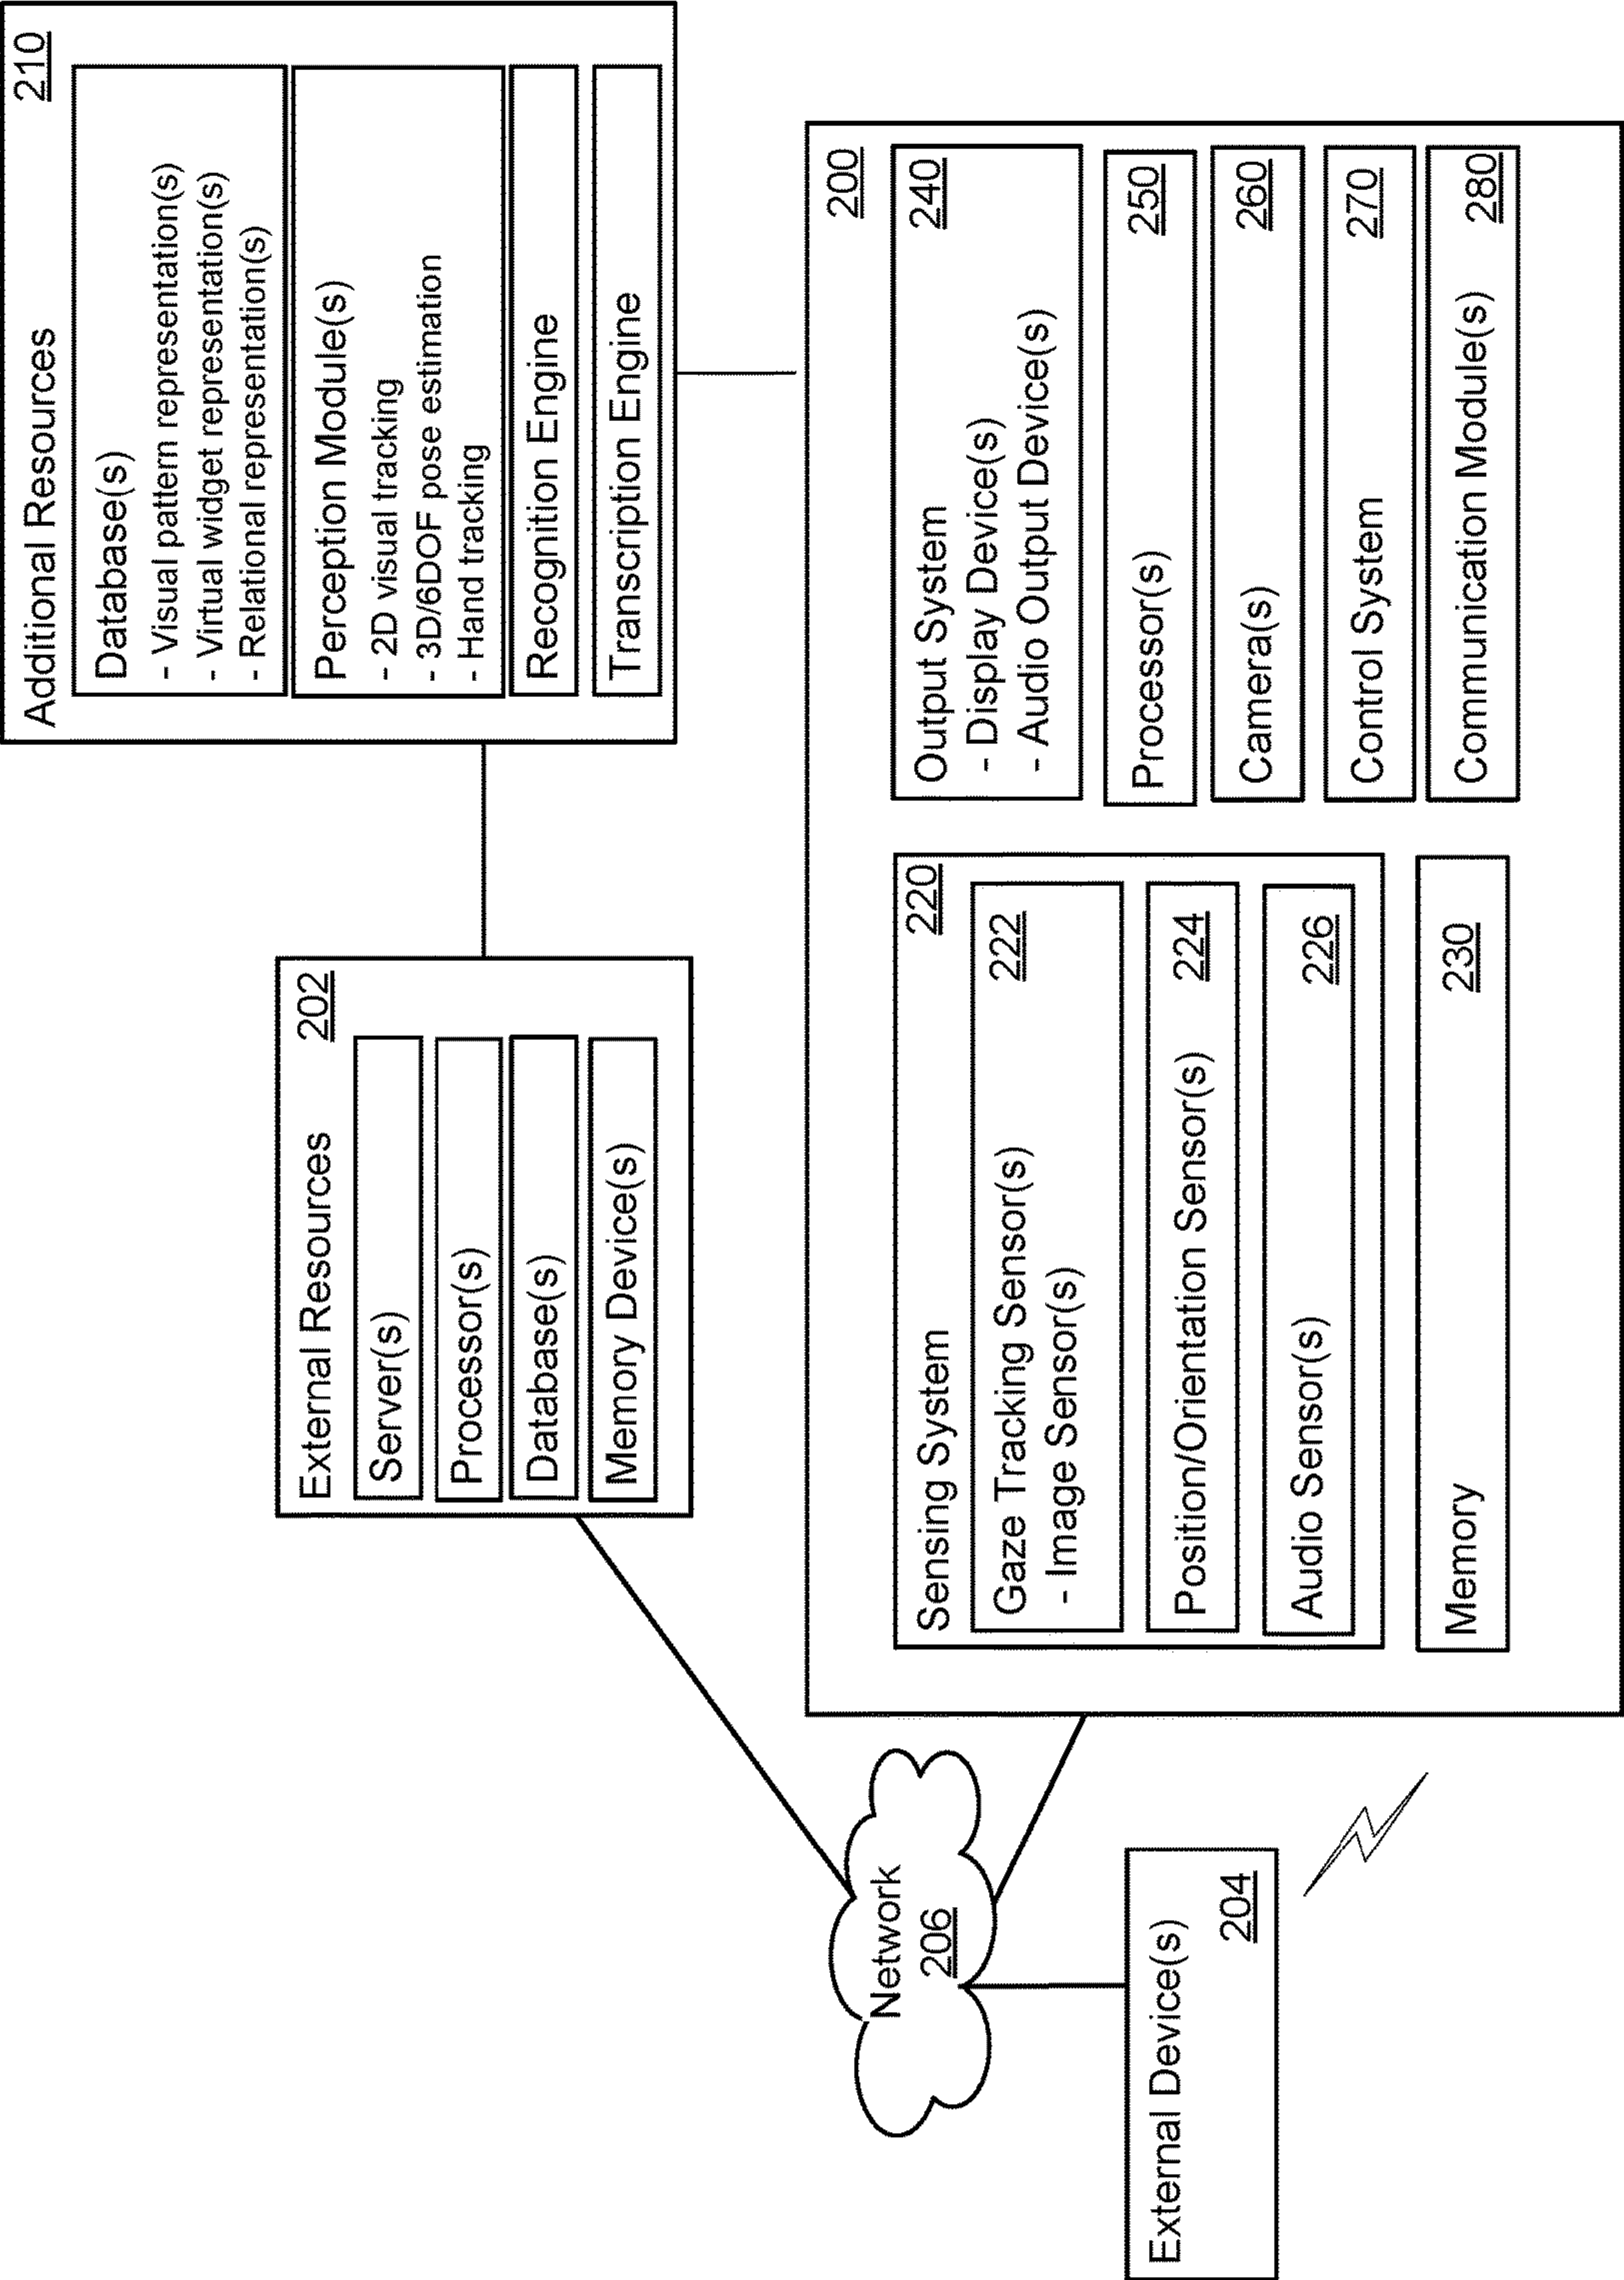 Additional Resources
210
Database(s)
- Visual pattern representation(s)
- Virtual widget representation(s)
- Relational representation(s)
Perception Module(s)
- 2D visual tracking
- 3D/6DOF pose estimation
- Hand tracking
Recognition Engine
Transcription Engine
External Resources
202
Server(s)
Processor(s)
Database(s)
Memory Device(s)
Network
206
External Device(s)
204
200
Sensing System
220
Gaze Tracking Sensor(s)
222
- Image Sensor(s)
Position/Orientation Sensor(s)
224
Audio Sensor(s)
226
Memory
230
Output System
240
- Display Device(s)
- Audio Output Device(s)
Processor(s)
250
Camera(s)
260
Control System
270
Communication Module(s)
280